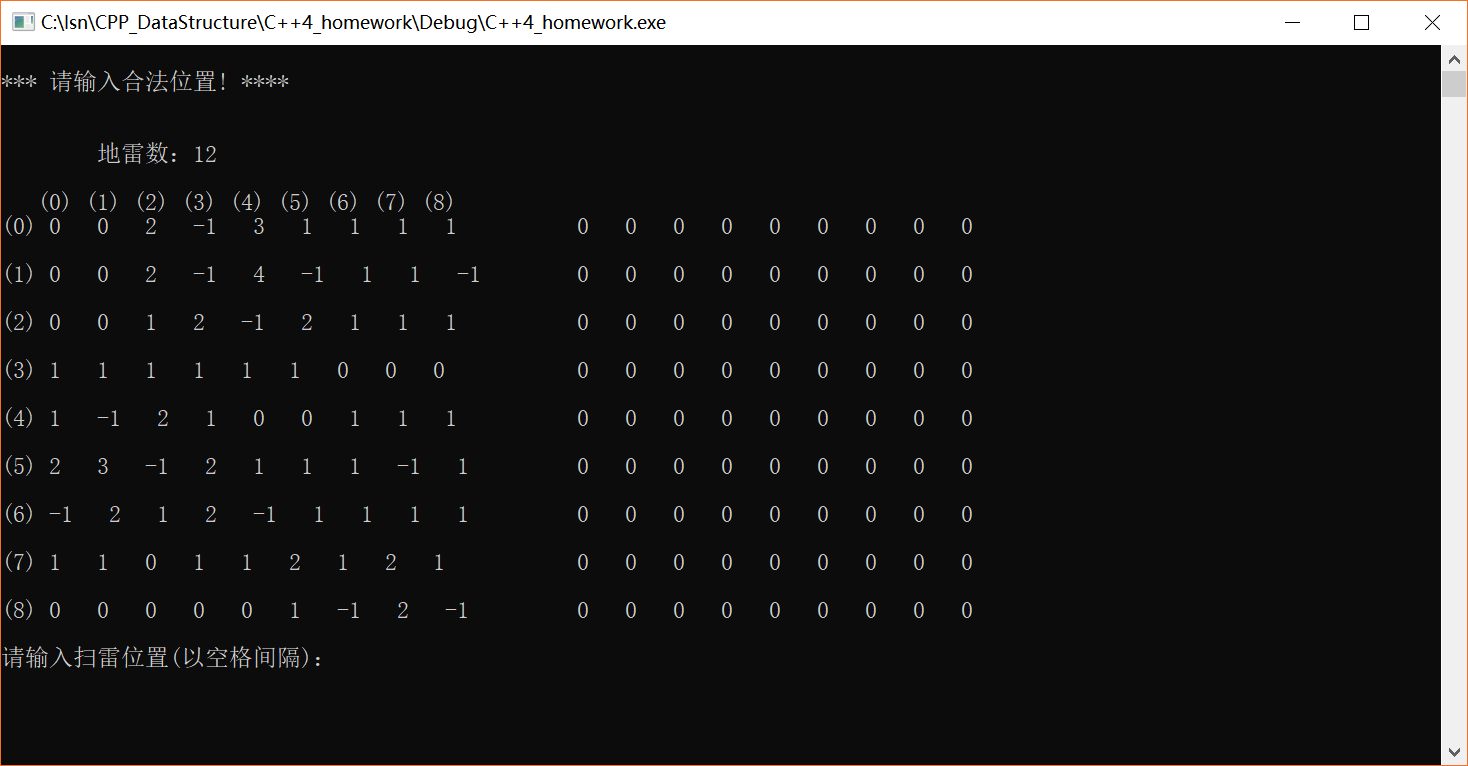 C:\lsn\CPP_DataStructure\C++4_homework\Debug\C++4_homework.exe
*** 请输入合法位置! ****
地雷数: 12
(0) (1) (2) (3) (4) (5) (6) (7) (8)
(0) 0 0 2 -1 3 1 1 1 1 0 0 0 0 0 0 0 0 0
(1) 0 0 2 -1 4 -1 1 1 -1 0 0 0 0 0 0 0 0 0
(2) 0 0 1 2 -1 2 1 1 1 0 0 0 0 0 0 0 0 0
(3) 1 1 1 1 1 1 0 0 0 0 0 0 0 0 0 0 0 0
(4) 1 -1 2 1 0 0 1 1 1 0 0 0 0 0 0 0 0 0
(5) 2 3 -1 2 1 1 1 -1 1 0 0 0 0 0 0 0 0 0
(6) -1 2 1 2 -1 1 1 1 1 0 0 0 0 0 0 0 0 0
(7) 1 1 0 1 1 2 1 2 1 0 0 0 0 0 0 0 0 0
(8) 0 0 0 0 0 1 -1 2 -1 0 0 0 0 0 0 0 0 0
请输入扫雷位置(以空格间隔):